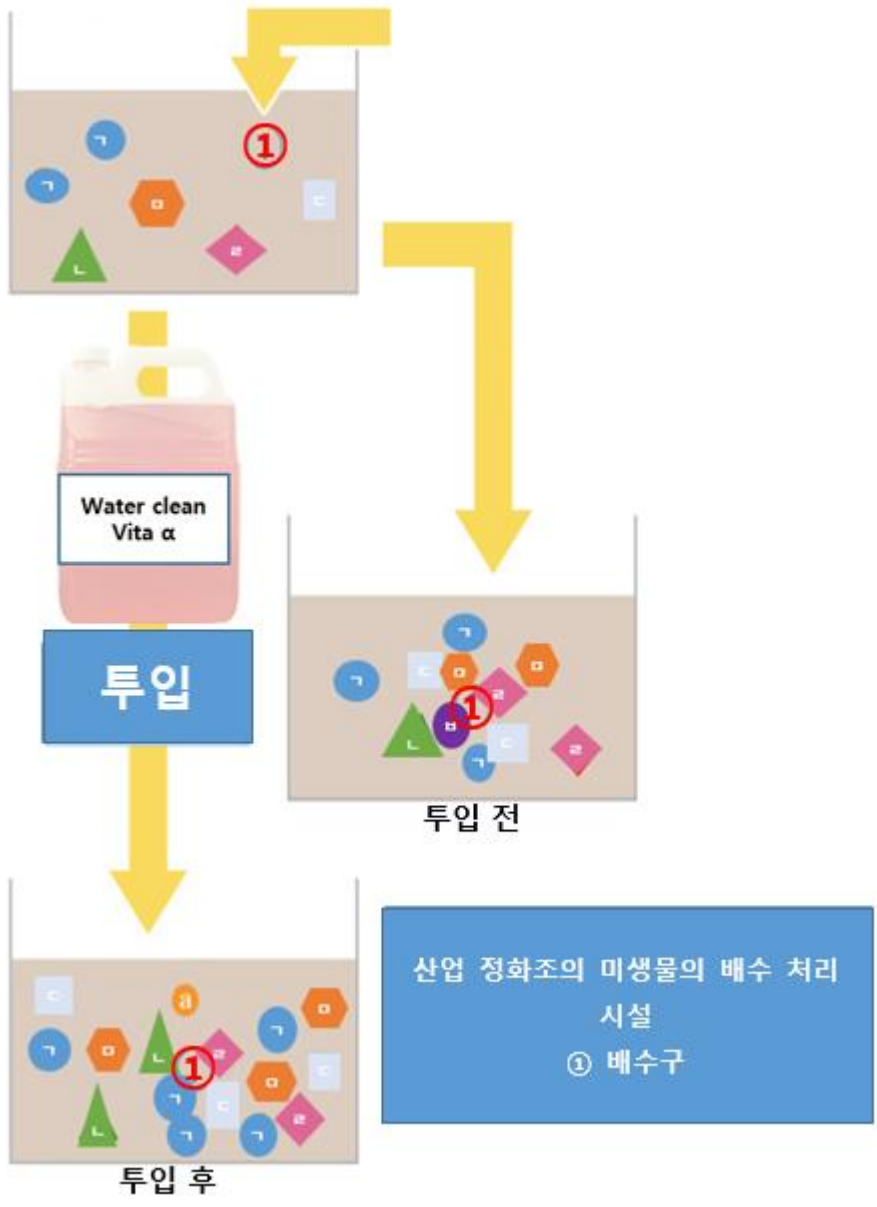 ①
ㄱ
ㄱ
ㅁ
ㄷ
ㄴ
ㄹ
Water clean
Vita α
투입
ㄱ
ㄷ
ㅁ
ㅁ
ㄱ
ㄹ
①
ㅂ
ㄴ
ㄷ
ㄹ
ㄱ
투입 전
ㄷ
a
ㅁ
ㄱ
ㄱ
ㅁ
ㄴ
ㄹ
①
ㄷ
ㅁ
ㄱ
ㄷ
ㄹ
ㄴ
ㄱ
ㄱ
투입 후
산업 정화조의 미생물의 배수 처리
시설
① 배수구